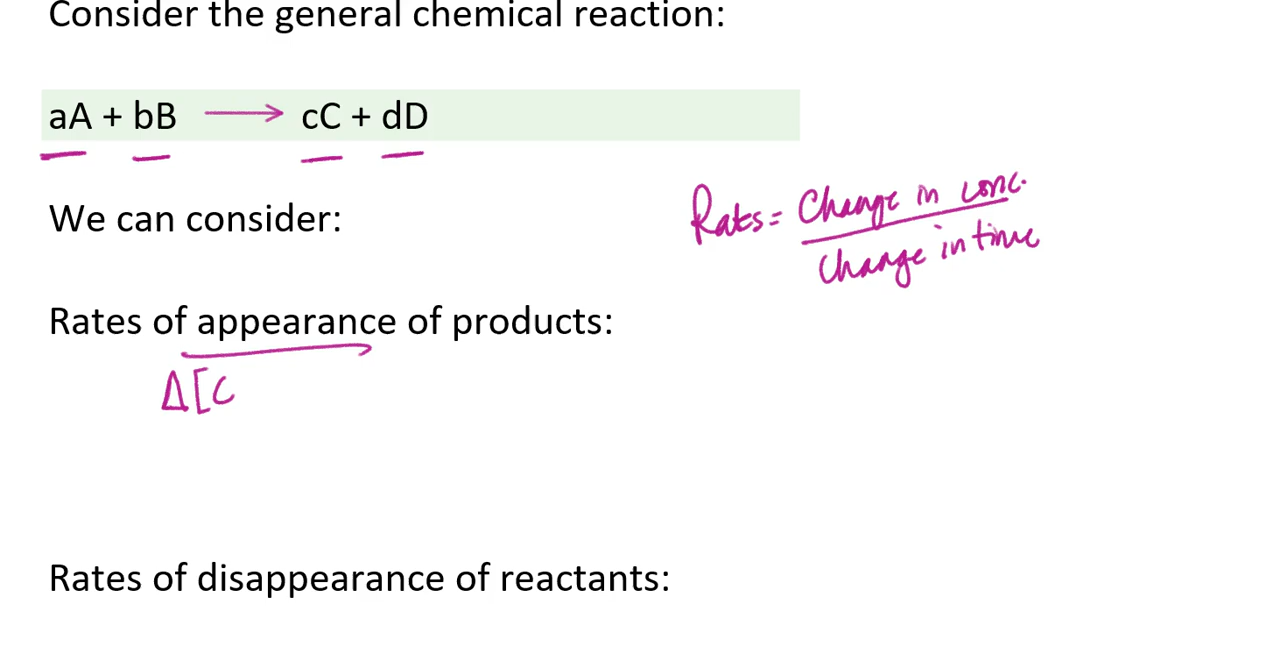 Consider the general chemical reaction:
aA + bB ⟶ cC + dD
We can consider:
Rates = Change in conc.
Change in time
Rates of appearance of products:
Δ[C
Rates of disappearance of reactants: